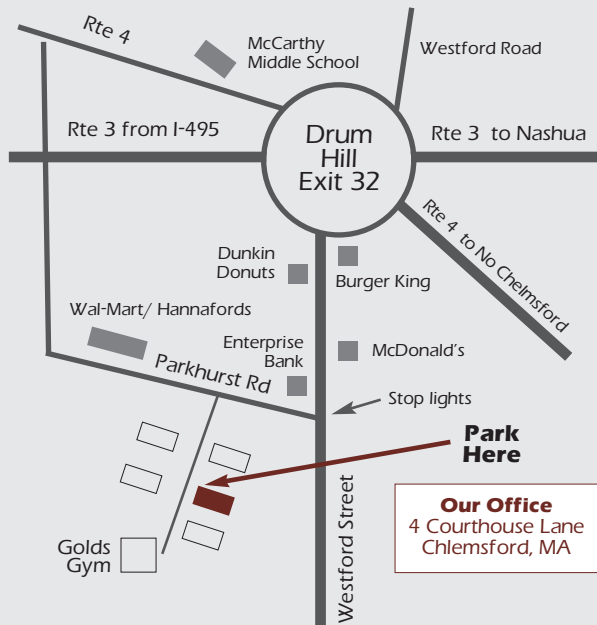 Rte 4
McCarthy
Middle School
Westford Road
Rte 3 from I-495
Drum
Hill
Exit 32
Rte 3 to Nashua
Rte 4 to No Chelmsford
Dunkin
Donuts
Burger King
Wal-Mart/ Hannafords
Enterprise
Bank
McDonald's
Parkhurst Rd
Stop lights
Park
Here
Westford Street
Our Office
4 Courthouse Lane
Chlemsford, MA
Golds
Gym